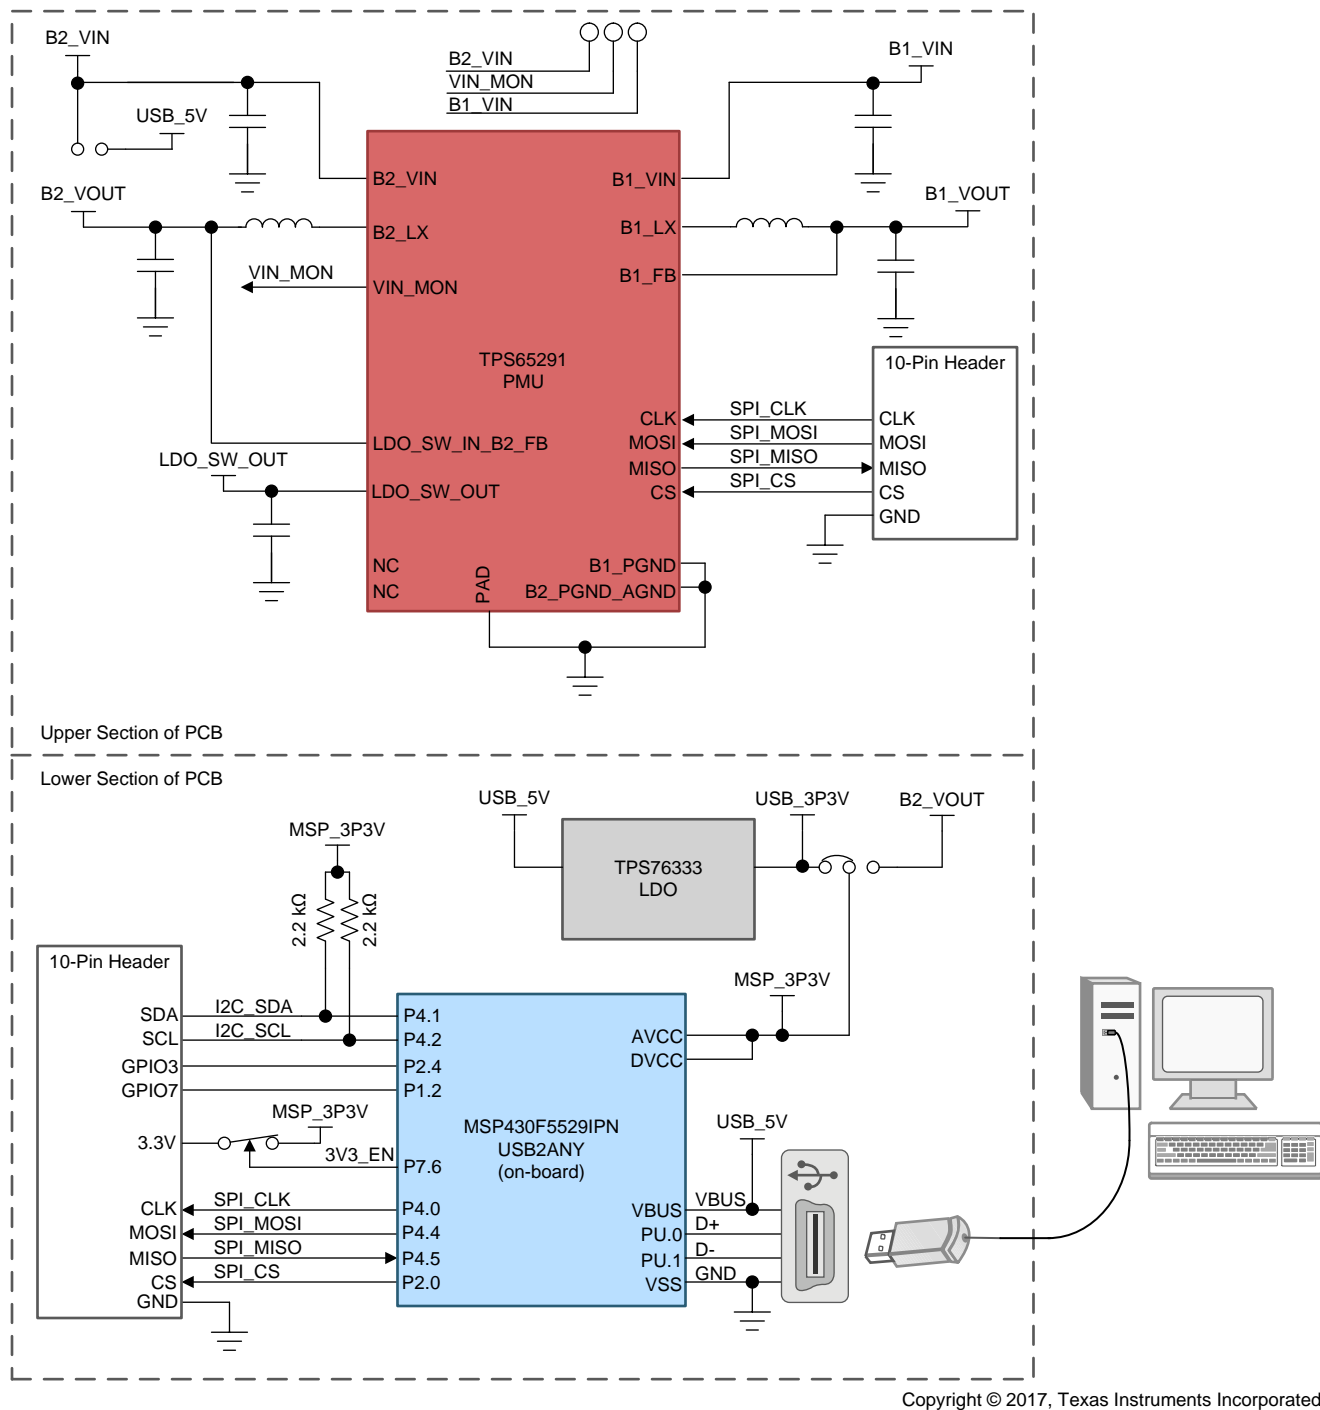 B2_VIN
USB_5V
B2_VIN
VIN_MON
B1_VIN
B1_VIN
B2_VOUT
B1_VOUT
B2_VIN
B2_LX
VIN_MON
VIN_MON
B1_VIN
B1_LX
B1_FB
TPS65291
PMU
LDO_SW_IN_B2_FB
LDO_SW_OUT
LDO_SW_OUT
NC
NC
PAD
CLK
MOSI
MISO
CS
B1_PGND
B2_PGND_AGND
SPI_CLK
SPI_MOSI
SPI_MISO
SPI_CS
10-Pin Header
CLK
MOSI
MISO
CS
GND
Upper Section of PCB
Lower Section of PCB
USB_5V
USB_3P3V
B2_VOUT
TPS76333
LDO
MSP_3P3V
2.2 kΩ
2.2 kΩ
10-Pin Header
SDA
SCL
GPIO3
GPIO7
3.3V
CLK
MOSI
MISO
CS
GND
I2C_SDA
I2C_SCL
MSP_3P3V
3V3_EN
SPI_CLK
SPI_MOSI
SPI_MISO
SPI_CS
P4.1
P4.2
P2.4
P1.2
P7.6
P4.0
P4.4
P4.5
P2.0
MSP430F5529IPN
USB2ANY
(on-board)
AVCC
DVCC
VBUS
PU.0
PU.1
VSS
MSP_3P3V
USB_5V
VBUS
D+
D-
GND
Copyright © 2017, Texas Instruments Incorporated